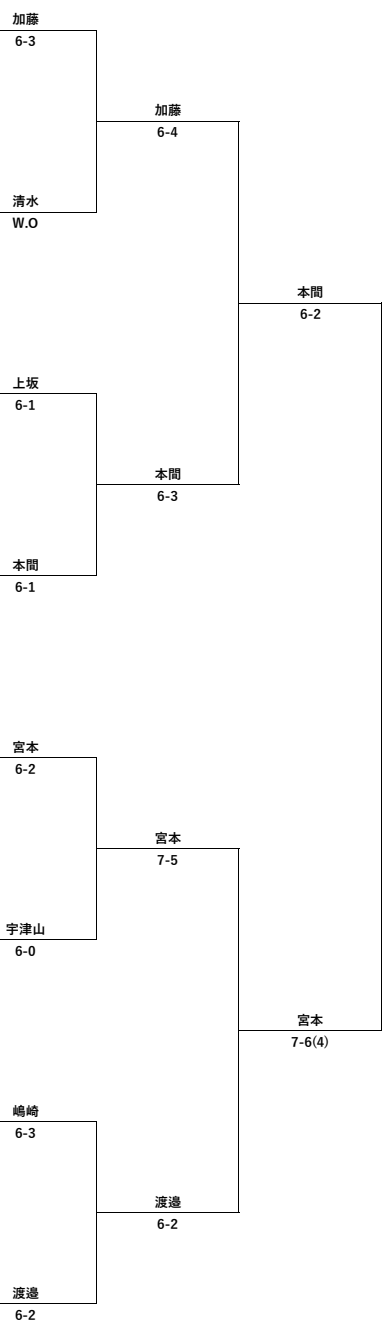 加藤
6-3
加藤
6-4
清水
W.O
本間
6-2
上坂
6-1
本間
6-3
本間
6-1
宮本
6-2
宮本
7-5
宇津山
6-0
宮本
7-6(4)
嶋崎
6-3
渡邉
6-2
渡邉
6-2